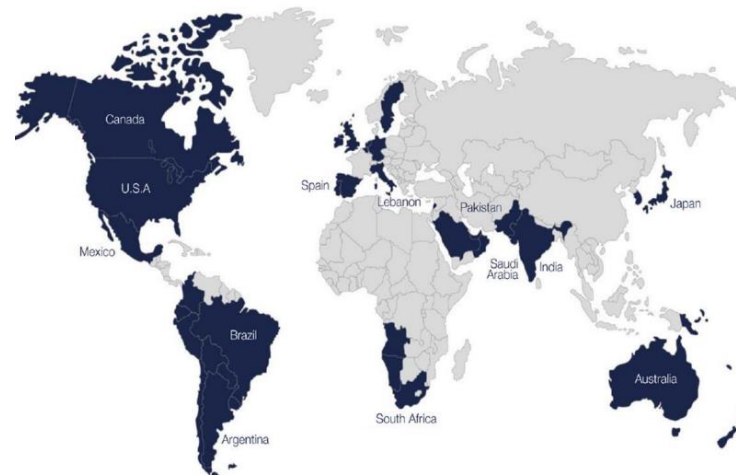 Canada
U.S.A
Mexico
Brazil
Argentina
Spain
Lebanon
Pakistan
Saudi
Arabia
India
Japan
South Africa
Australia